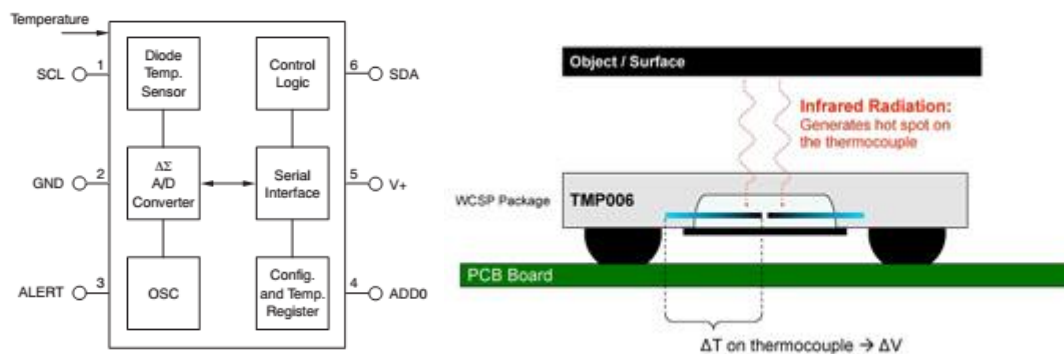 Temperature
SCL
1
Diode
Temp.
Sensor
Control
Logic
6
SDA
GND
2
ΔΣ
A/D
Converter
Serial
Interface
5
V+
ALERT
3
OSC
Config.
and Temp.
Register
4
ADD0
Object / Surface
Infrared Radiation:
Generates hot spot on
the thermocouple
WCSP Package
TMP006
PCB Board
ΔT on thermocouple → ΔV